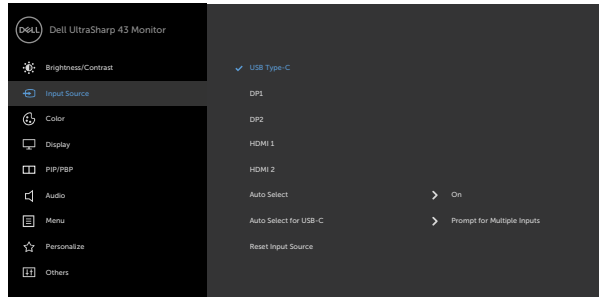 DELL Dell UltraSharp 43 Monitor
Brightness/Contrast
USB Type-C
Input Source
DP1
Color
DP2
Display
HDMI 1
PIP/PBP
HDMI 2
Audio
Auto Select On
Menu
Auto Select for USB-C Prompt for Multiple Inputs
Personalize
Reset Input Source
Others